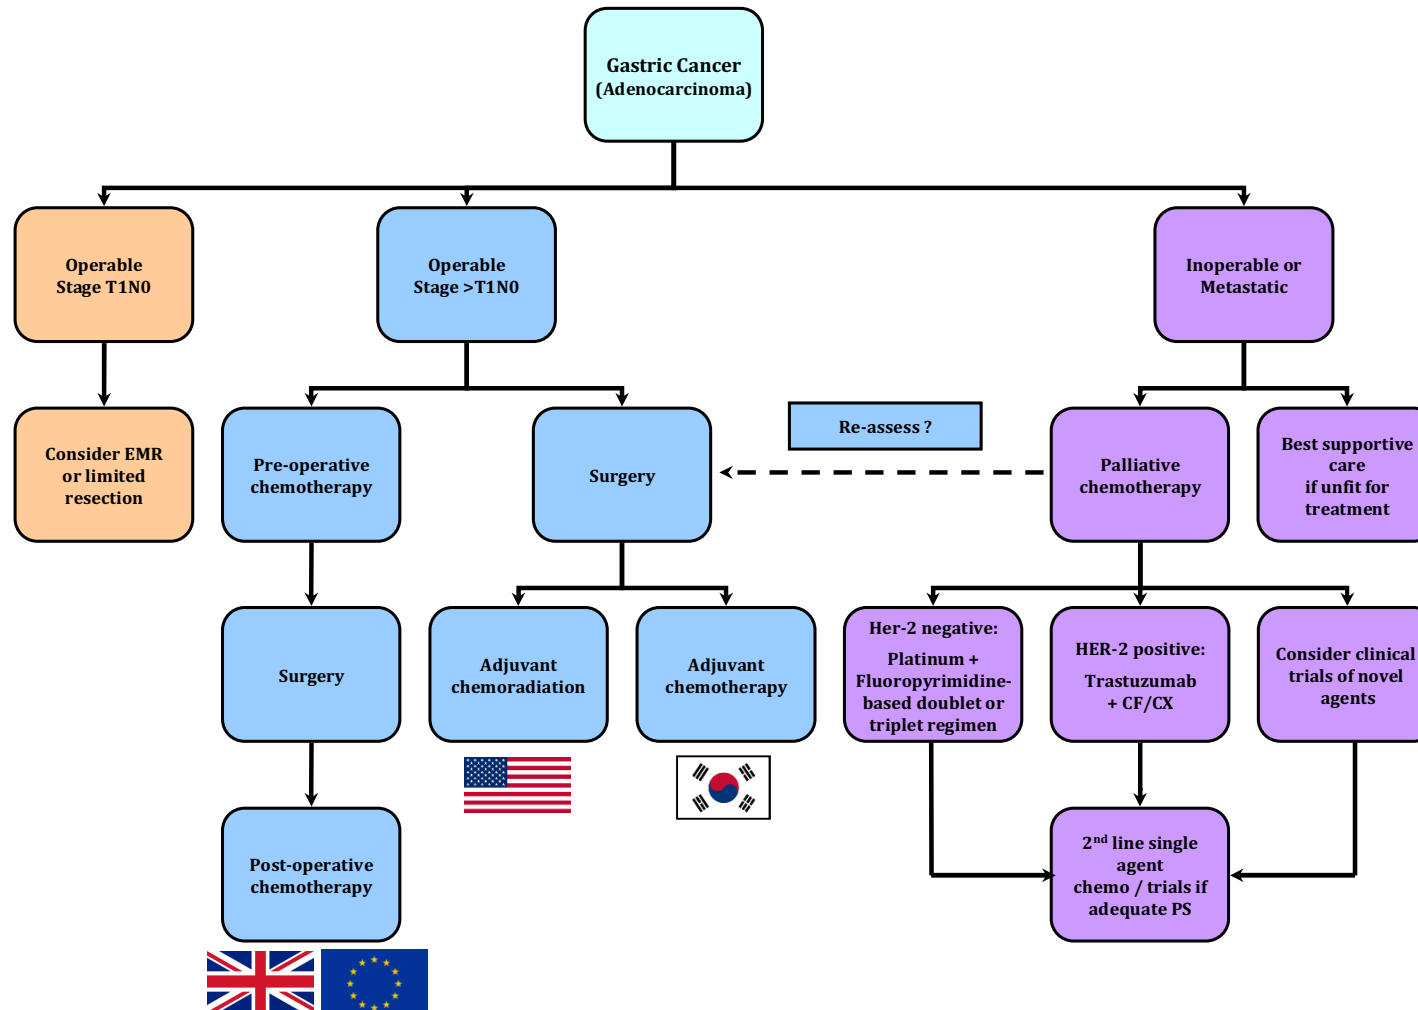 Gastric Cancer
(Adenocarcinoma)
Operable
Stage T1N0
Operable
Stage >T1N0
Inoperable or
Metastatic
Consider EMR
or limited
resection
Pre-operative
chemotherapy
Surgery
Re-assess ?
Palliative
chemotherapy
Best supportive
care
if unfit for
treatment
Surgery
Adjuvant
chemoradiation
Adjuvant
chemotherapy
Her-2 negative:
Platinum +
Fluoropyrimidine-
based doublet or
triplet regimen
HER-2 positive:
Trastuzumab
+ CF/CX
Consider clinical
trials of novel
agents
Post-operative
chemotherapy
2nd line single
agent
chemo / trials if
adequate PS